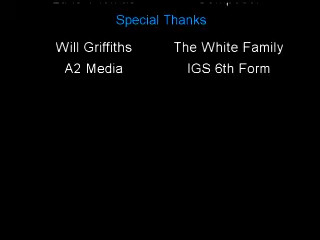 Special Thanks
Will Griffiths The White Family
A2 Media IGS 6th Form